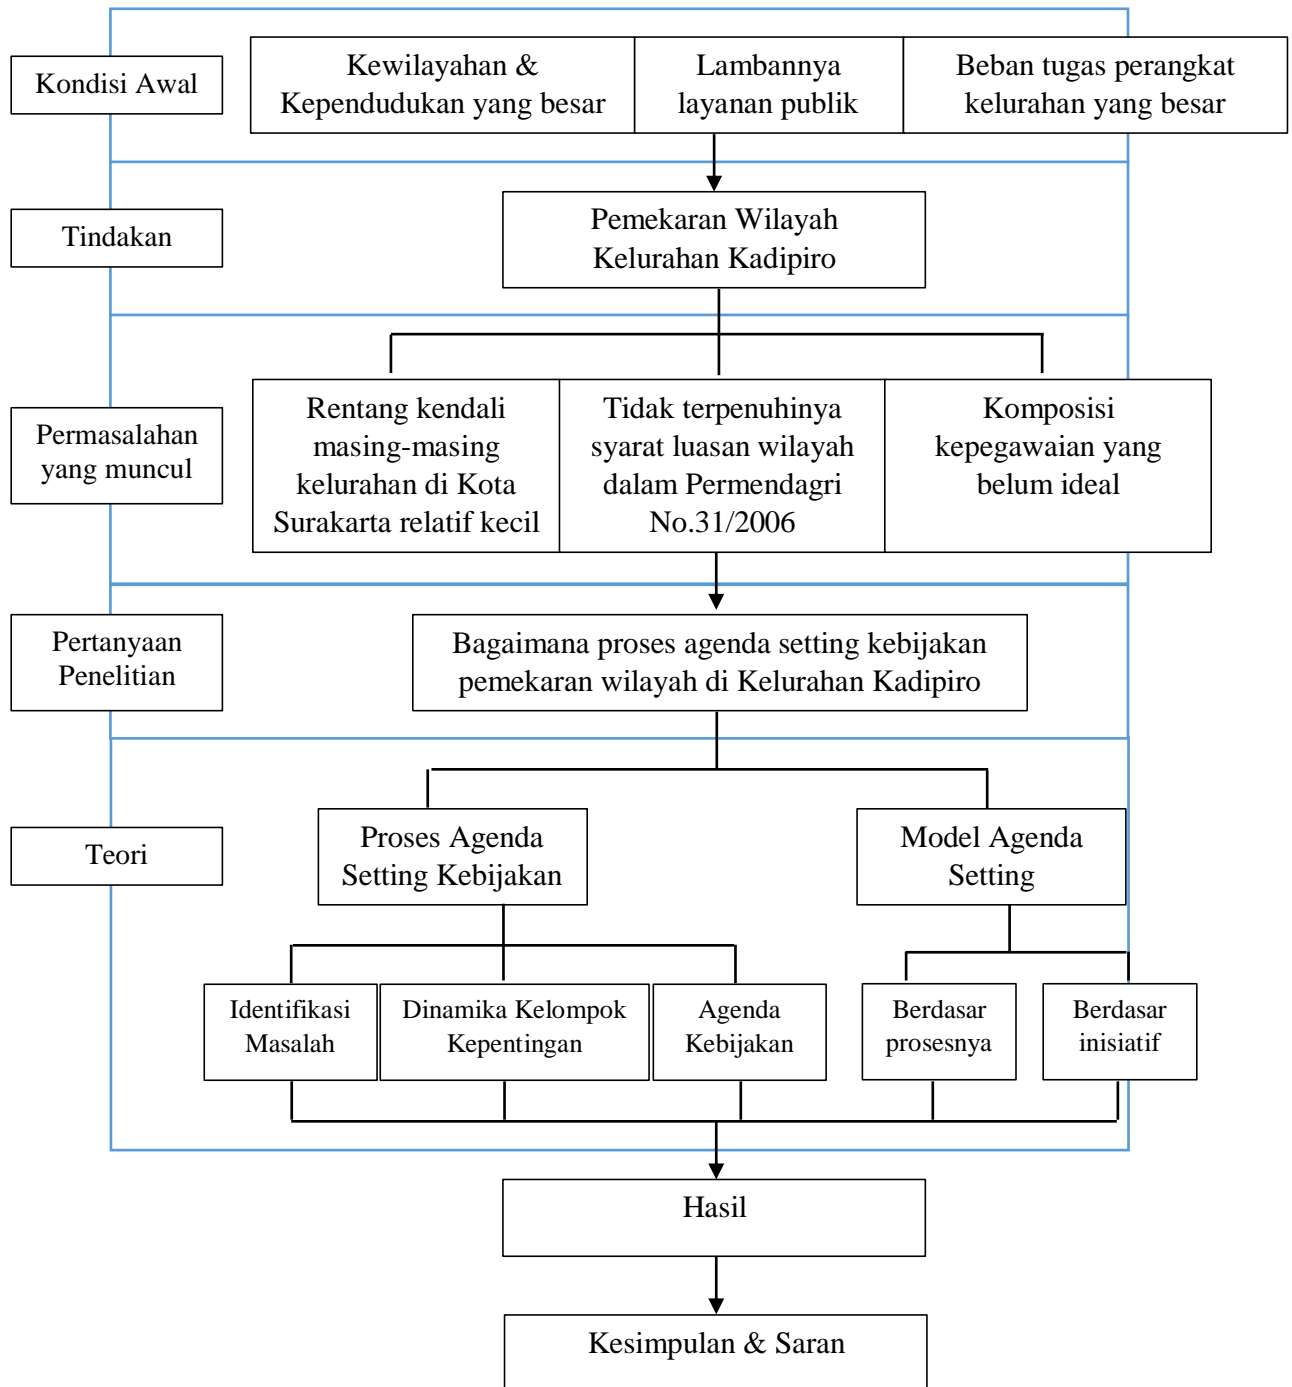 Kondisi Awal
Kewilayahan &
Kependudukan yang besar
Lambannya
layanan publik
Beban tugas perangkat
kelurahan yang besar
Tindakan
Pemekaran Wilayah
Kelurahan Kadipiro
Permasalahan
yang muncul
Rentang kendali
masing-masing
kelurahan di Kota
Surakarta relatif kecil
Tidak terpenuhinya
syarat luasan wilayah
dalam Permendagri
No.31/2006
Komposisi
kepegawaian yang
belum ideal
Pertanyaan
Penelitian
Bagaimana proses agenda setting kebijakan
pemekaran wilayah di Kelurahan Kadipiro
Teori
Proses Agenda
Setting Kebijakan
Model Agenda
Setting
Identifikasi
Masalah
Dinamika Kelompok
Kepentingan
Agenda
Kebijakan
Berdasar
prosesnya
Berdasar
inisiatif
Hasil
Kesimpulan & Saran